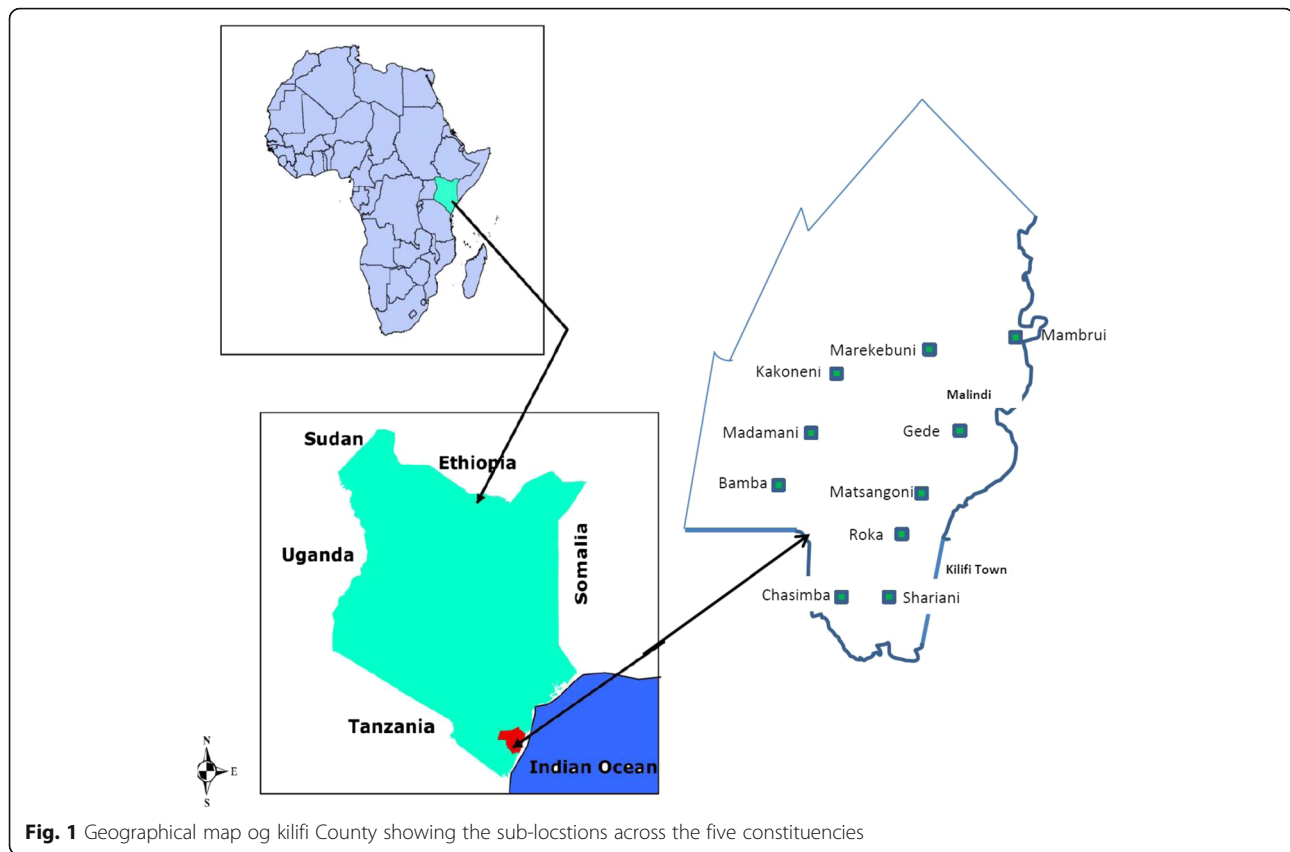 Sudan
Ethiopia
Uganda
Somalia
Tanzania
Indian Ocean
N
E
S
Mambrui
Marekebuni
Kakoneni
Malindi
Madamani
Gede
Bamba
Matsangoni
Roka
Kilifi Town
Chasimba
Shariani
Fig. 1 Geographical map og kilifi County showing the sub-locstions across the five constituencies